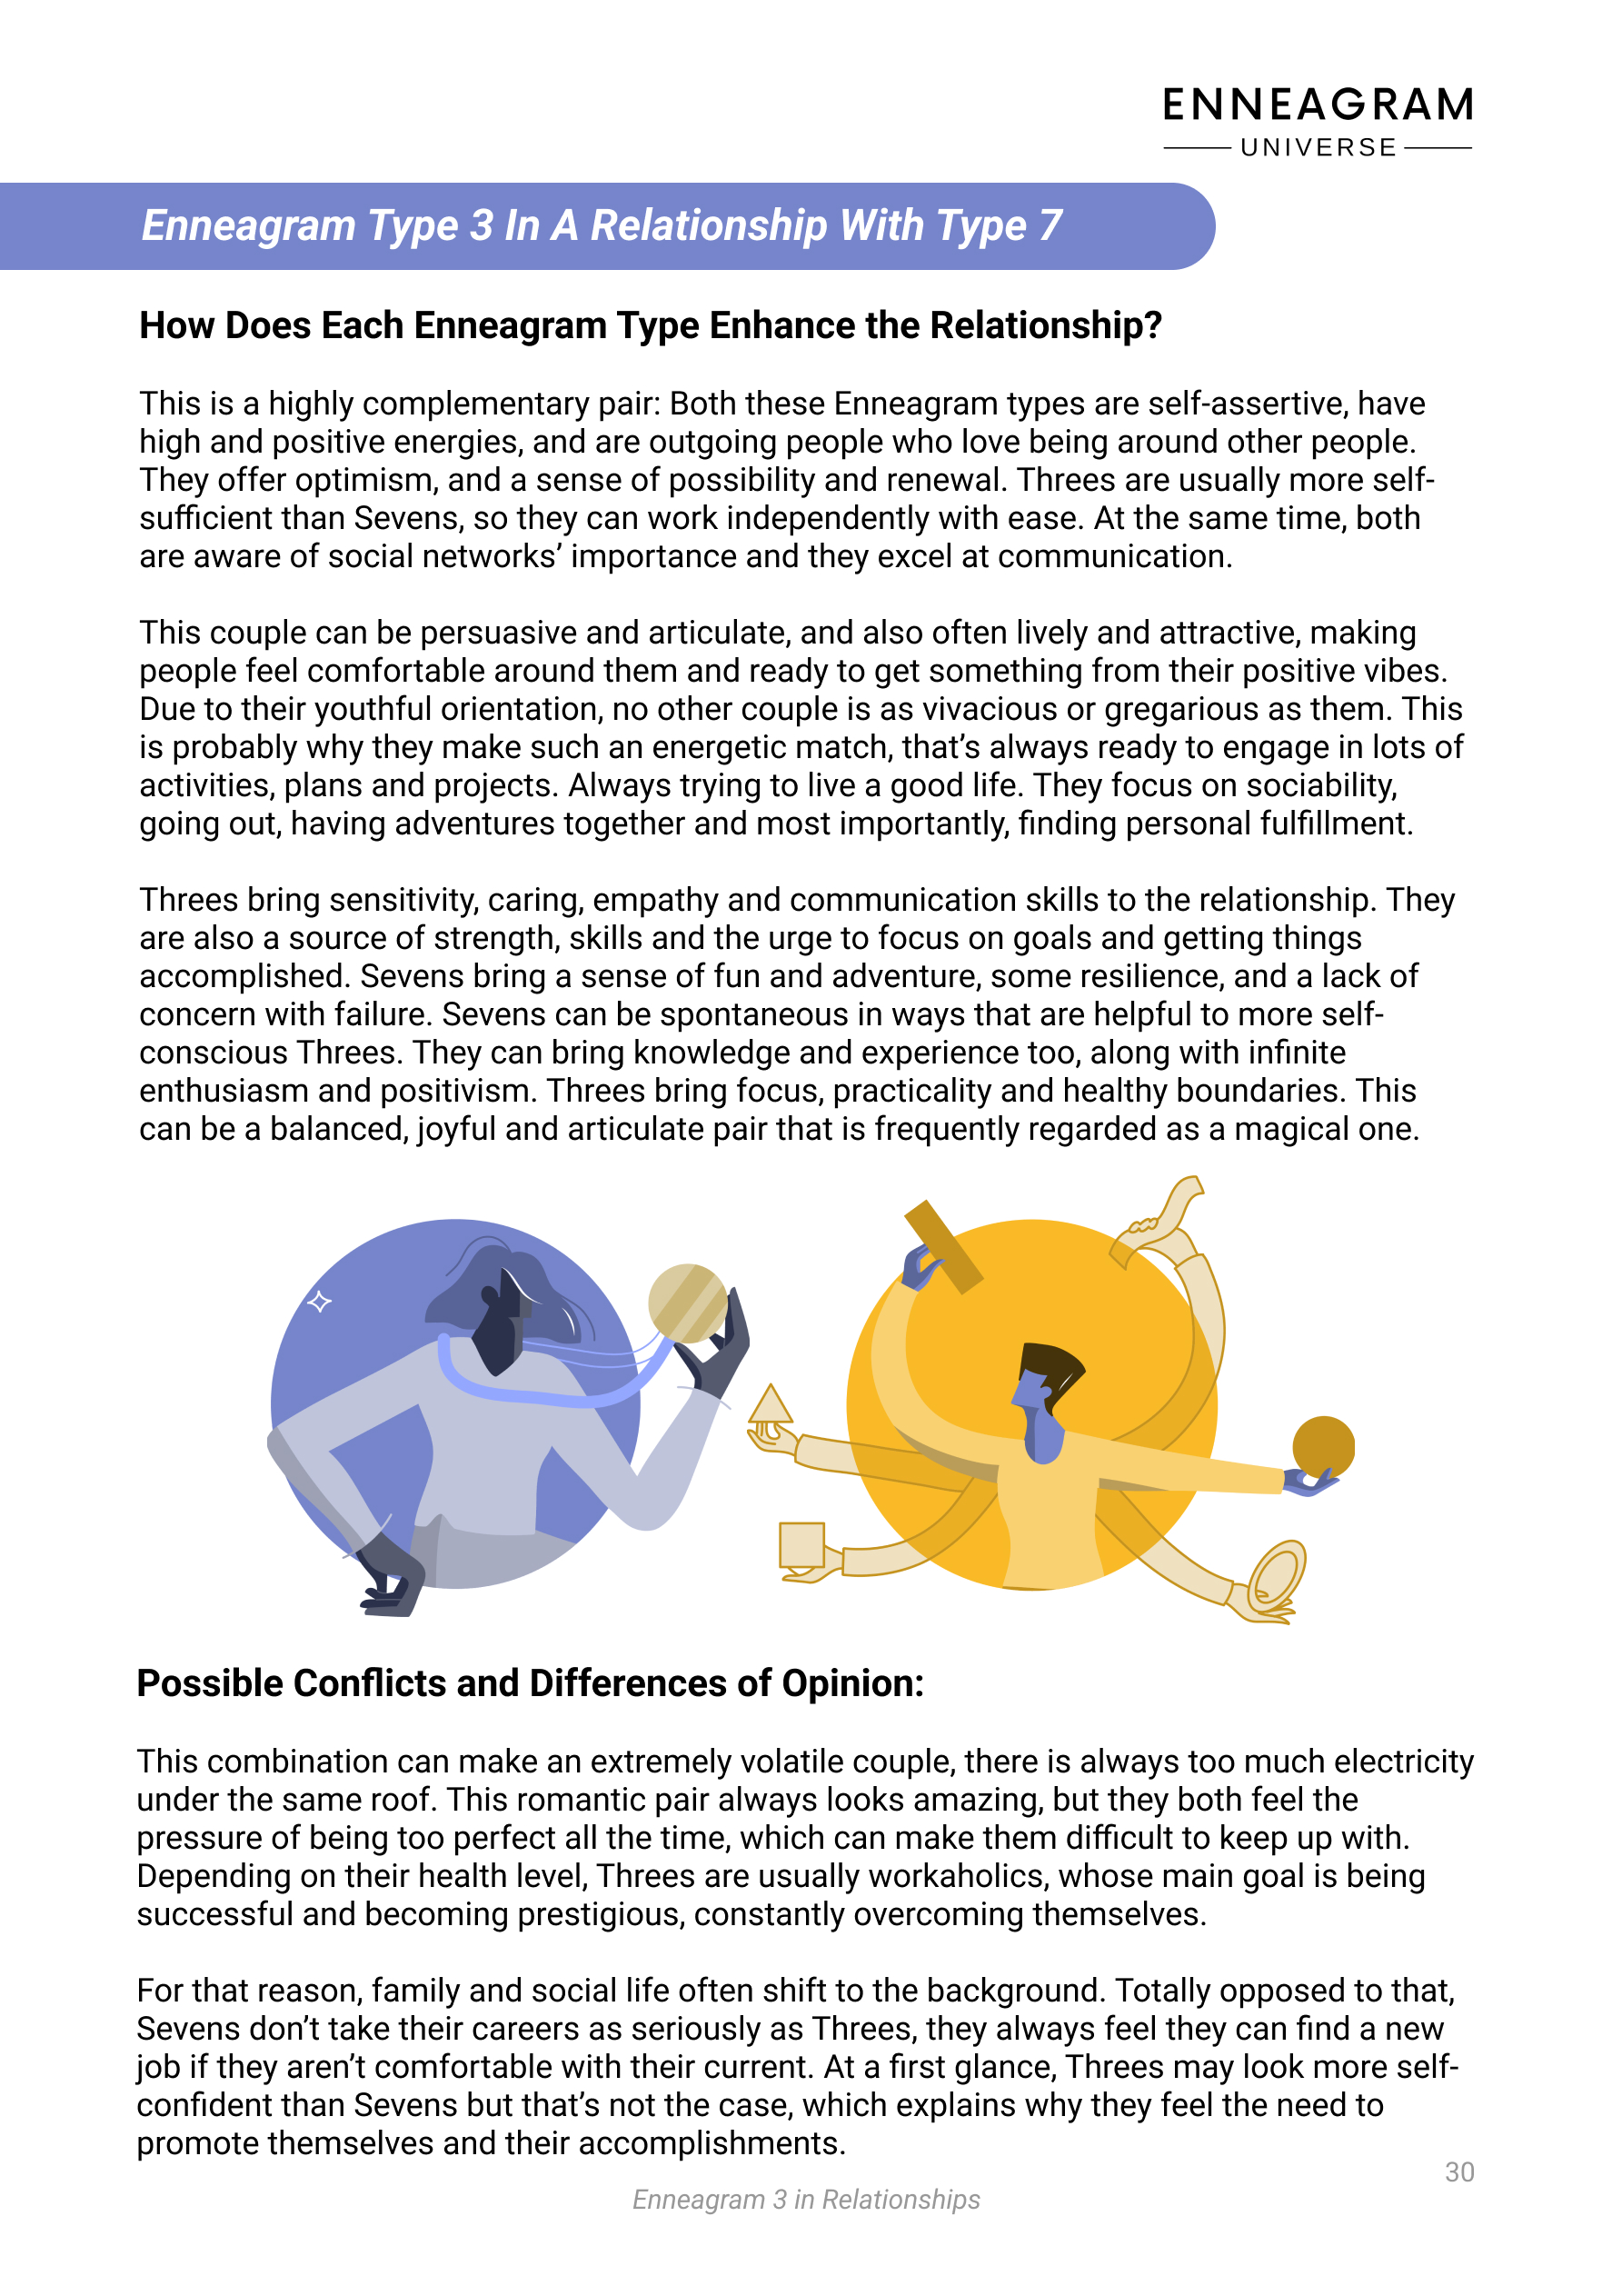 ENNEAGRAM
UNIVERSE
Enneagram Type 3 In A Relationship With Type 7
How Does Each Enneagram Type Enhance the Relationship?
This is a highly complementary pair: Both these Enneagram types are self-assertive, have
high and positive energies, and are outgoing people who love being around other people.
They offer optimism, and a sense of possibility and renewal. Threes are usually more self-
sufficient than Sevens, so they can work independently with ease. At the same time, both
are aware of social networks’ importance and they excel at communication.
This couple can be persuasive and articulate, and also often lively and attractive, making
people feel comfortable around them and ready to get something from their positive vibes.
Due to their youthful orientation, no other couple is as vivacious or gregarious as them. This
is probably why they make such an energetic match, that’s always ready to engage in lots of
activities, plans and projects. Always trying to live a good life. They focus on sociability,
going out, having adventures together and most importantly, finding personal fulfillment.
Threes bring sensitivity, caring, empathy and communication skills to the relationship. They
are also a source of strength, skills and the urge to focus on goals and getting things
accomplished. Sevens bring a sense of fun and adventure, some resilience, and a lack of
concern with failure. Sevens can be spontaneous in ways that are helpful to more self-
conscious Threes. They can bring knowledge and experience too, along with infinite
enthusiasm and positivism. Threes bring focus, practicality and healthy boundaries. This
can be a balanced, joyful and articulate pair that is frequently regarded as a magical one.
Possible Conflicts and Differences of Opinion:
This combination can make an extremely volatile couple, there is always too much electricity
under the same roof. This romantic pair always looks amazing, but they both feel the
pressure of being too perfect all the time, which can make them difficult to keep up with.
Depending on their health level, Threes are usually workaholics, whose main goal is being
successful and becoming prestigious, constantly overcoming themselves.
For that reason, family and social life often shift to the background. Totally opposed to that,
Sevens don’t take their careers as seriously as Threes, they always feel they can find a new
job if they aren’t comfortable with their current. At a first glance, Threes may look more self-
confident than Sevens but that’s not the case, which explains why they feel the need to
promote themselves and their accomplishments.
30
Enneagram 3 in Relationships